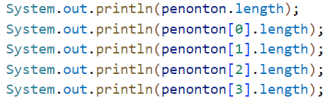 System.out.println(penonton.length);
System.out.println(penonton[0].length);
System.out.println(penonton[1].length);
System.out.println(penonton[2].length);
System.out.println(penonton[3].length);